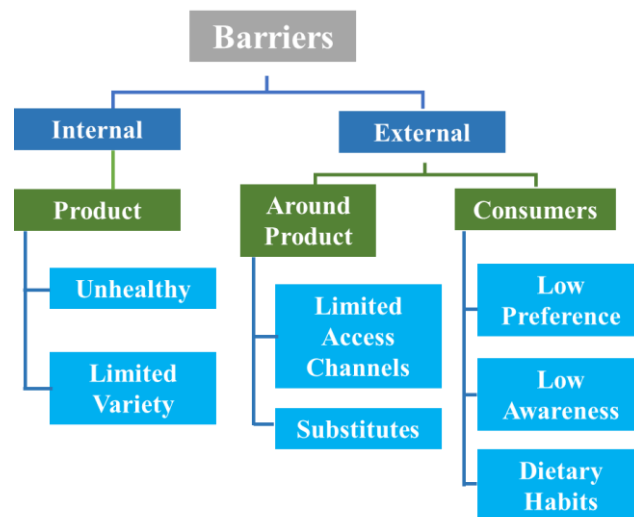 Barriers
Internal
External
Product
Around
Product
Consumers
Unhealthy
Limited
Variety
Limited
Access
Channels
Substitutes
Low
Preference
Low
Awareness
Dietary
Habits